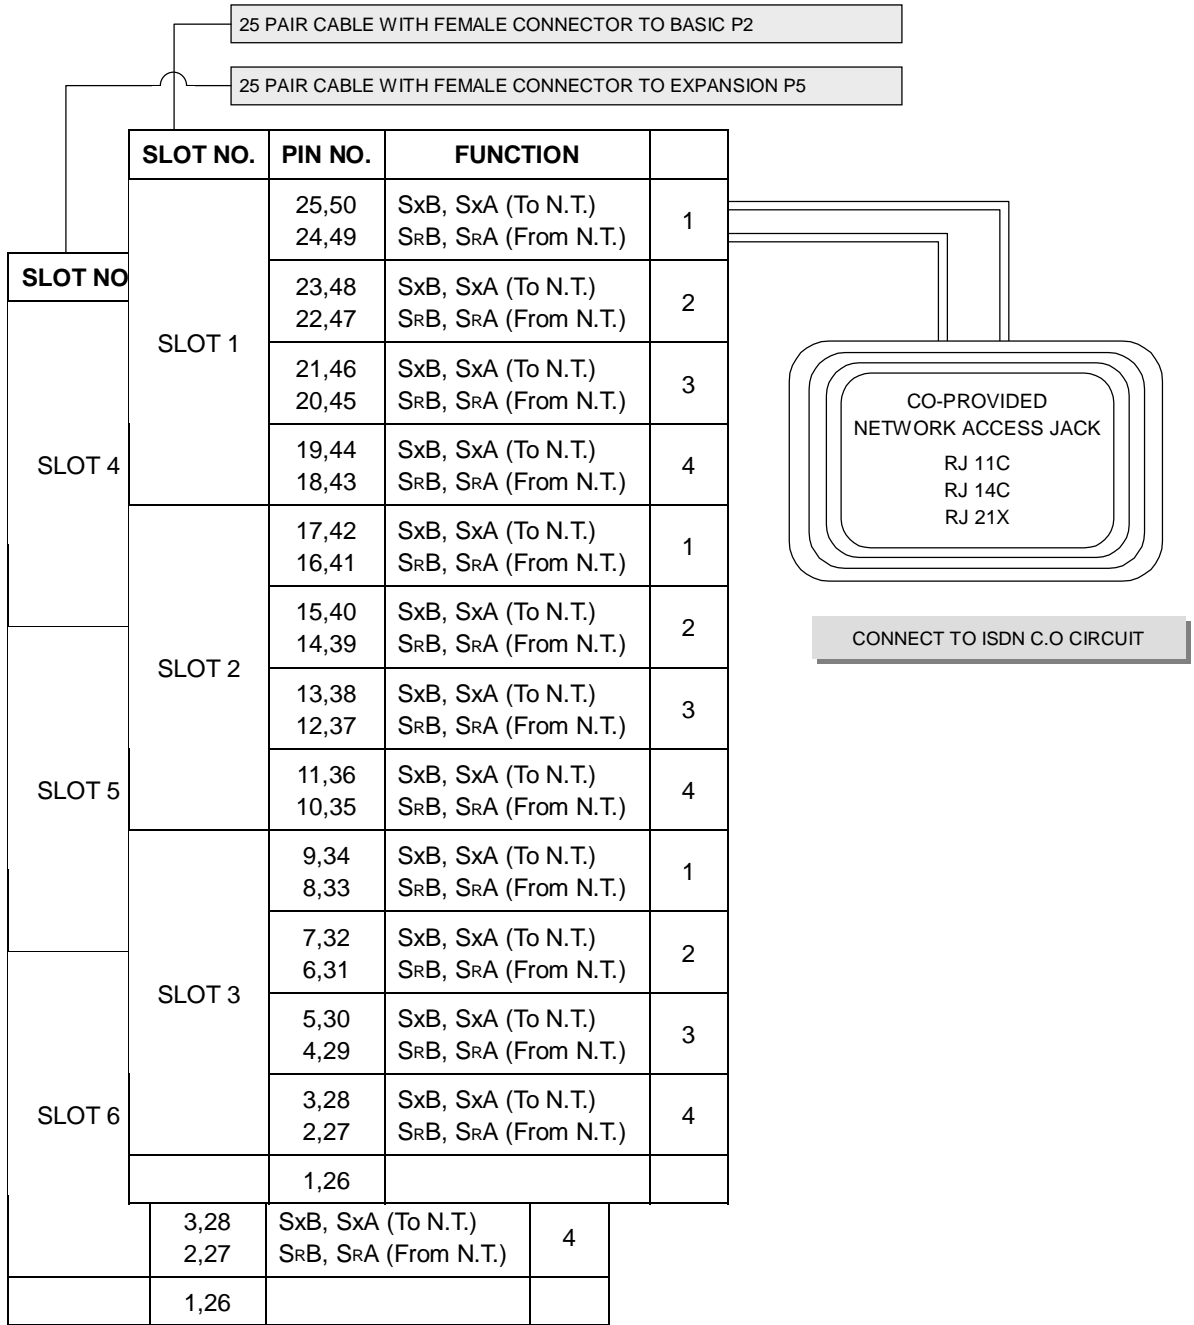 25 PAIR CABLE WITH FEMALE CONNECTOR TO BASIC P2
25 PAIR CABLE WITH FEMALE CONNECTOR TO EXPANSION P5
SLOT NO. PIN NO. FUNCTION
SLOT 1
25,50 SxB, SxA (To N.T.)
24,49 SRB, SRA (From N.T.)
1
23,48 SxB, SxA (To N.T.)
22,47 SRB, SRA (From N.T.)
2
21,46 SxB, SxA (To N.T.)
20,45 SRB, SRA (From N.T.)
3
19,44 SxB, SxA (To N.T.)
18,43 SRB, SRA (From N.T.)
4
SLOT 2
17,42 SxB, SxA (To N.T.)
16,41 SRB, SRA (From N.T.)
1
15,40 SxB, SxA (To N.T.)
14,39 SRB, SRA (From N.T.)
2
13,38 SxB, SxA (To N.T.)
12,37 SRB, SRA (From N.T.)
3
11,36 SxB, SxA (To N.T.)
10,35 SRB, SRA (From N.T.)
4
SLOT 3
9,34 SxB, SxA (To N.T.)
8,33 SRB, SRA (From N.T.)
1
7,32 SxB, SxA (To N.T.)
6,31 SRB, SRA (From N.T.)
2
5,30 SxB, SxA (To N.T.)
4,29 SRB, SRA (From N.T.)
3
3,28 SxB, SxA (To N.T.)
2,27 SRB, SRA (From N.T.)
4
1,26
SLOT NO
SLOT 4
SLOT 5
SLOT 6
3,28 SxB, SxA (To N.T.)
2,27 SRB, SRA (From N.T.)
4
1,26
CO-PROVIDED
NETWORK ACCESS JACK
RJ 11C
RJ 14C
RJ 21X
CONNECT TO ISDN C.O CIRCUIT